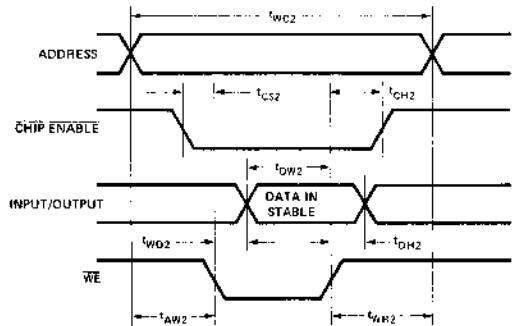 tWC2
ADDRESS
tCS2
tCH2
CHIP ENABLE
tDW2
INPUT/OUTPUT
DATA IN
STABLE
tWD2
tDH2
WE
tAW2
tWR2